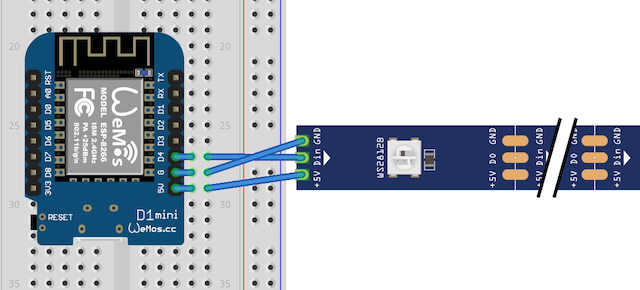 20
20
25
25
30
30
35
35
RST
A0
D0
D5
D6
D7
D8
3V3
TX
RX
D1
D2
D3
D4
G
5V
WeMos
MODEL ESP-8266
ISM 2.4GHz
PA +25dBm
802.11b/g/n
FC
RESET
D1mini
WeMos.cc
GND
Din
+5V
WS2812B
GND
DO
+5V
GND
Din
+5V
GND
DO
+5V
GND
Din
+5V